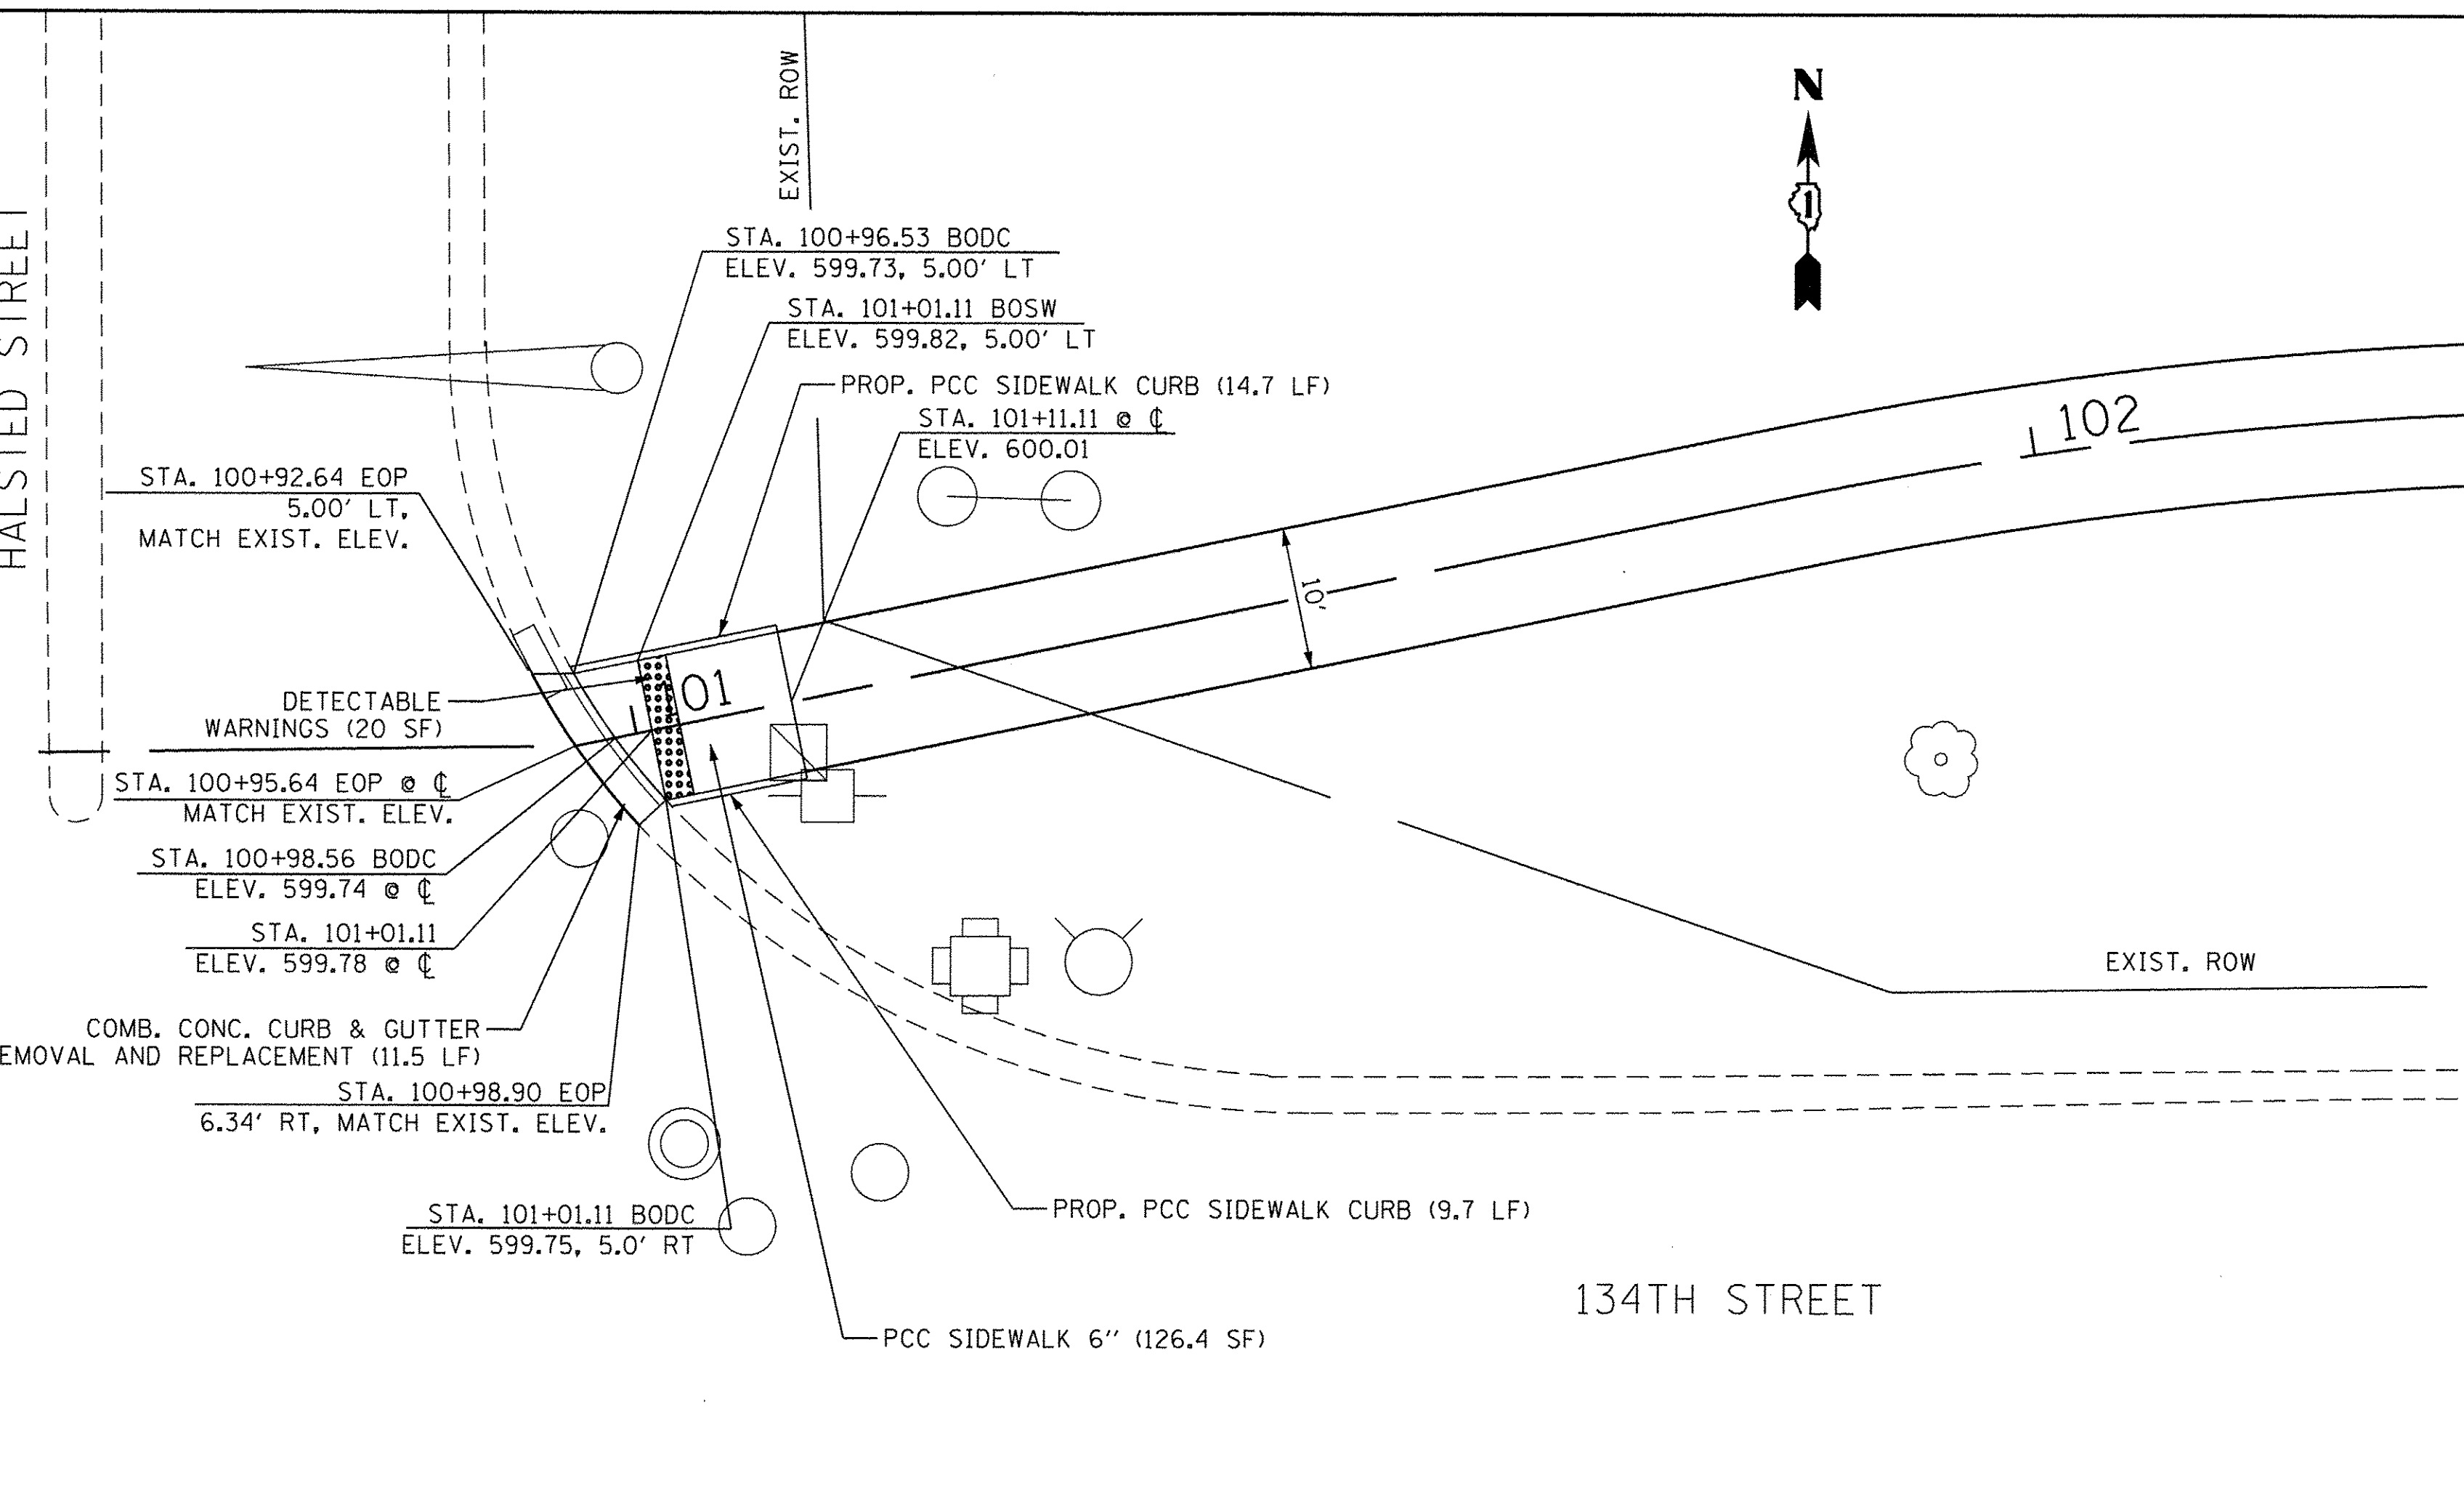 EXIST. ROW
N
1
HALSTED STREET
STA. 100+96.53 BODC
ELEV. 599.73, 5.00' LT
STA. 101+01.11 BOSW
ELEV. 599.82, 5.00' LT
PROP. PCC SIDEWALK CURB (14.7 LF)
STA. 101+11.11 @ ℄
ELEV. 600.01
102
STA. 100+92.64 EOP
5.00' LT,
MATCH EXIST. ELEV.
10'
101
DETECTABLE
WARNINGS (20 SF)
STA. 100+95.64 EOP @ ℄
MATCH EXIST. ELEV.
STA. 100+98.56 BODC
ELEV. 599.74 @ ℄
STA. 101+01.11
ELEV. 599.78 @ ℄
EXIST. ROW
COMB. CONC. CURB & GUTTER
EMOVAL AND REPLACEMENT (11.5 LF)
STA. 100+98.90 EOP
6.34' RT, MATCH EXIST. ELEV.
STA. 101+01.11 BODC
ELEV. 599.75, 5.0' RT
PROP. PCC SIDEWALK CURB (9.7 LF)
134TH STREET
PCC SIDEWALK 6" (126.4 SF)